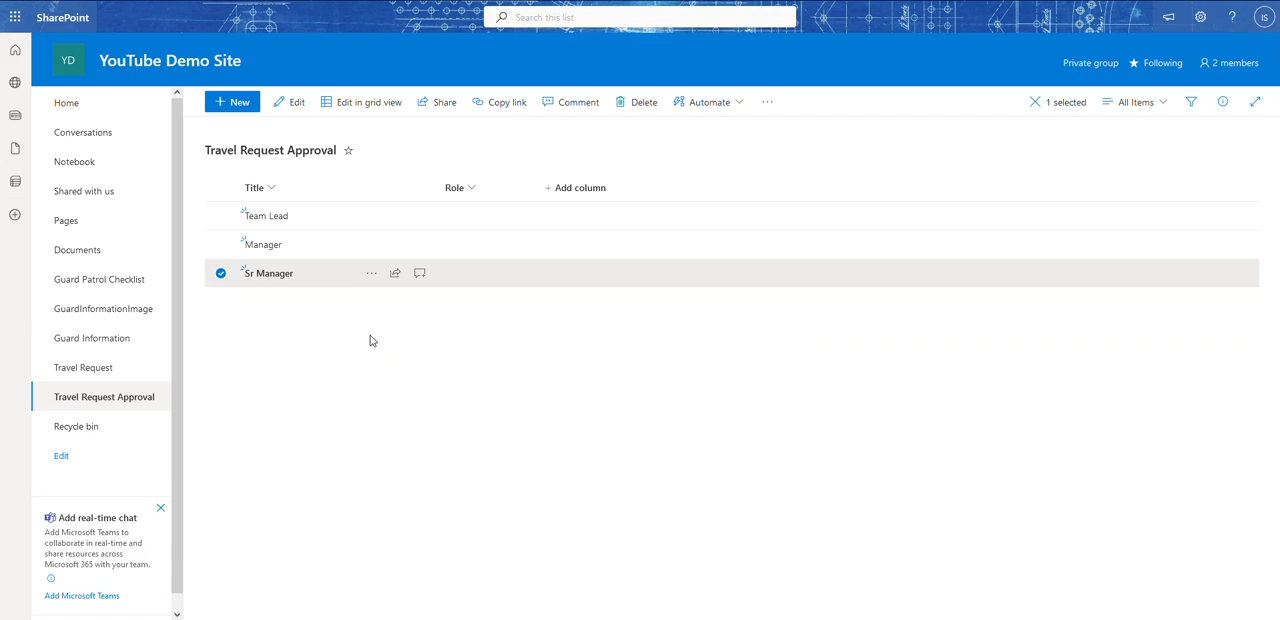 SharePoint
Search this list
IS
YD
YouTube Demo Site
Private group
Following
2 members
Home
Conversations
Notebook
Shared with us
Pages
Documents
Guard Patrol Checklist
GuardInformationImage
Guard Information
Travel Request
Travel Request Approval
Recycle bin
Edit
Add real-time chat
Add Microsoft Teams to
collaborate in real-time and
share resources across
Microsoft 365 with your team.
Add Microsoft Teams
+ New
Edit
Edit in grid view
Share
Copy link
Comment
Delete
Automate
...
1 selected
All Items
Travel Request Approval
Title
Role
+ Add column
Team Lead
Manager
Sr Manager
...